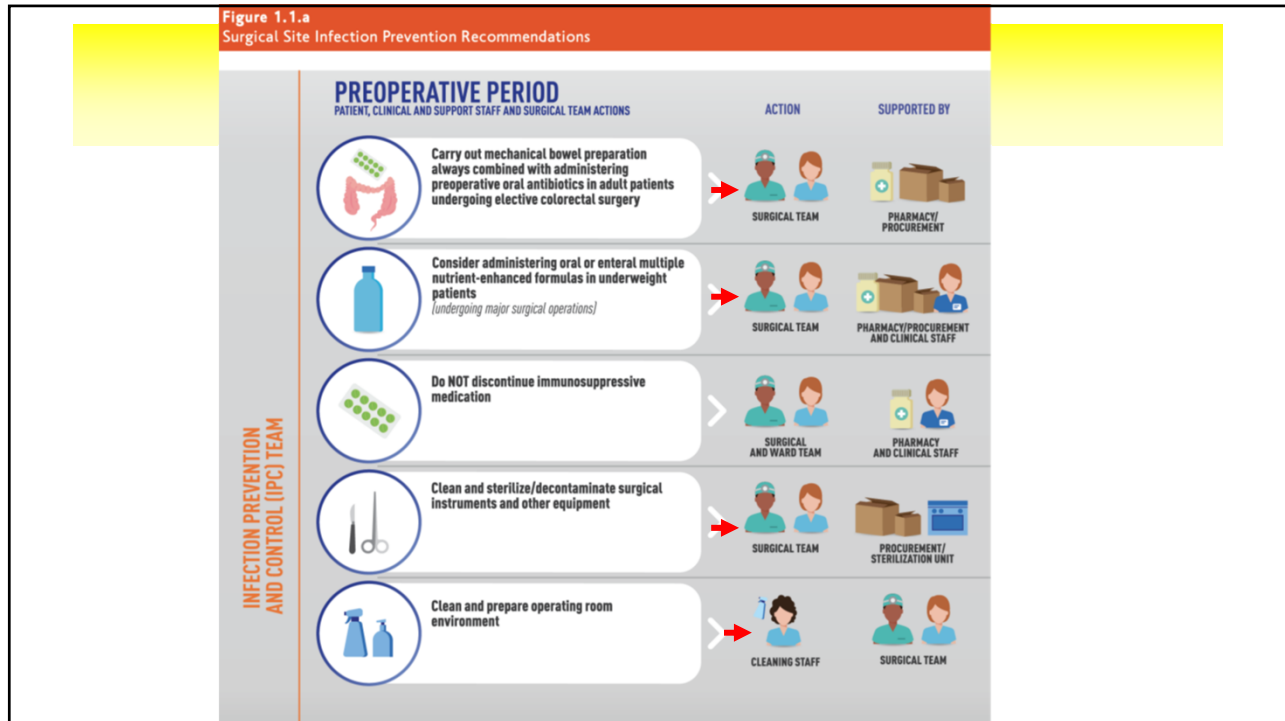 Figure 1.1.a
Surgical Site Infection Prevention Recommendations
PREOPERATIVE PERIOD
PATIENT, CLINICAL AND SUPPORT STAFF AND SURGICAL TEAM ACTIONS
ACTION
SUPPORTED BY
Carry out mechanical bowel preparation
always combined with administering
preoperative oral antibiotics in adult patients
undergoing elective colorectal surgery
SURGICAL TEAM
PHARMACY/
PROCUREMENT
Consider administering oral or enteral multiple
nutrient-enhanced formulas in underweight
patients
(undergoing major surgical operations)
SURGICAL TEAM
PHARMACY/PROCUREMENT
AND CLINICAL STAFF
Do NOT discontinue immunosuppressive
medication
SURGICAL
AND WARD TEAM
PHARMACY
AND CLINICAL STAFF
Clean and sterilize/decontaminate surgical
instruments and other equipment
SURGICAL TEAM
PROCUREMENT/
STERILIZATION UNIT
Clean and prepare operating room
environment
CLEANING STAFF
SURGICAL TEAM
INFECTION PREVENTION
AND CONTROL (IPC) TEAM